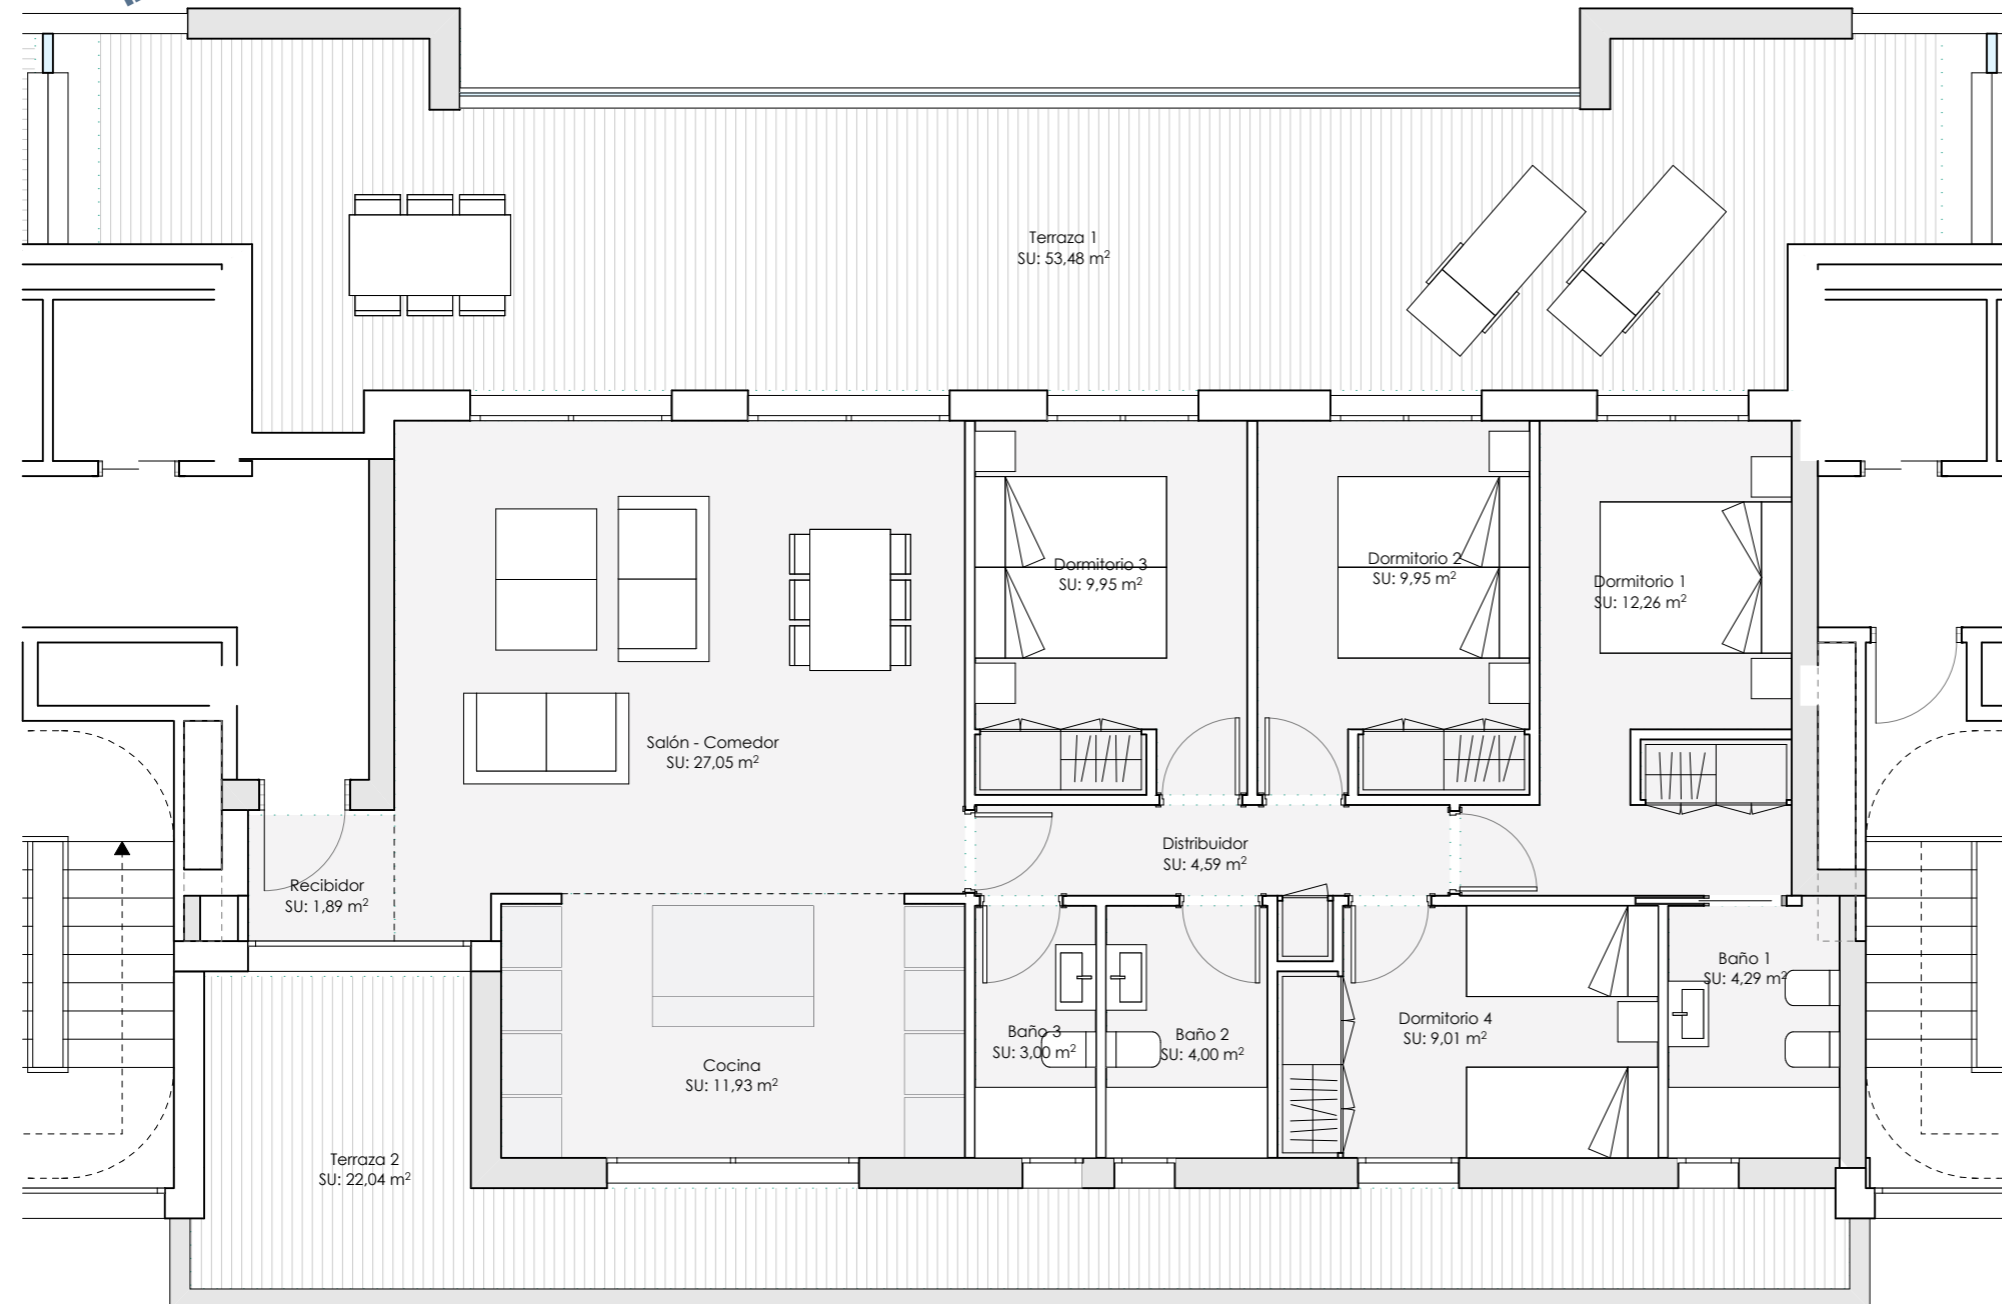 Terraza 1
SU: 53,48 m²
Dormitorio 3
SU: 9,95 m²
Dormitorio 2
SU: 9,95 m²
Dormitorio 1
SU: 12,26 m²
Salón - Comedor
SU: 27,05 m²
Distribuidor
SU: 4,59 m²
Recibidor
SU: 1,89 m²
Baño 1
SU: 4,29 m²
Dormitorio 4
SU: 9,01 m²
Baño 3
SU: 3,00 m²
Baño 2
SU: 4,00 m²
Cocina
SU: 11,93 m²
Terraza 2
SU: 22,04 m²